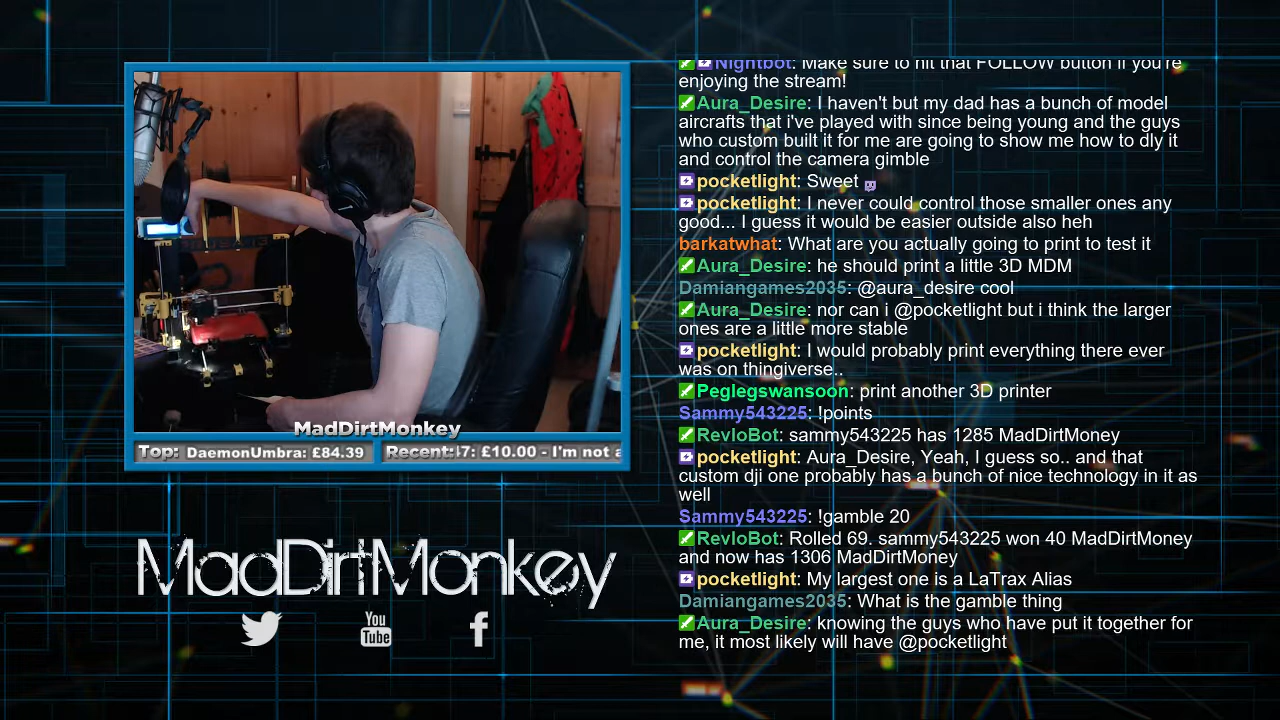 Nightbot: Make sure to hit that FOLLOW button if you're
enjoying the stream!
Aura_Desire: I haven't but my dad has a bunch of model
aircrafts that i've played with since being young and the guys
who custom built it for me are going to show me how to dly it
and control the camera gimble
pocketlight: Sweet
pocketlight: I never could control those smaller ones any
good... I guess it would be easier outside also heh
barkatwhat: What are you actually going to print to test it
Aura_Desire: he should print a little 3D MDM
Damiangames2035: @aura_desire cool
Aura_Desire: nor can i @pocketlight but i think the larger
ones are a little more stable
pocketlight: I would probably print everything there ever
was on thingiverse..
Peglegswansoon: print another 3D printer
Sammy543225: !points
RevloBot: sammy543225 has 1285 MadDirtMoney
pocketlight: Aura_Desire, Yeah, I guess so.. and that
custom dji one probably has a bunch of nice technology in it as
well
Sammy543225: !gamble 20
RevloBot: Rolled 69. sammy543225 won 40 MadDirtMoney
and now has 1306 MadDirtMoney
pocketlight: My largest one is a LaTrax Alias
Damiangames2035: What is the gamble thing
Aura_Desire: knowing the guys who have put it together for
me, it most likely will have @pocketlight
MadDirtMonkey
Top: DaemonUmbra: £84.39
Recent: 47: £10.00 - I'm not a
MadDirtMonkey
You
Tube